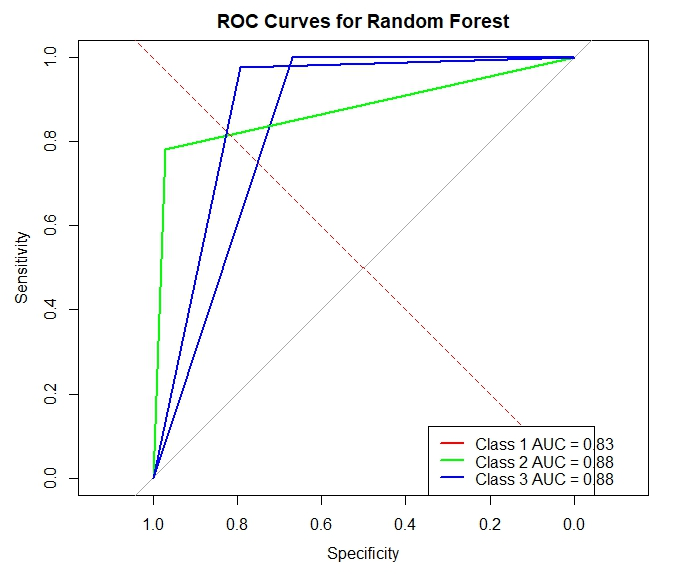 ROC Curves for Random Forest
Sensitivity
1.0
0.8
0.6
0.4
0.2
0.0
Class 1 AUC = 0.83
Class 2 AUC = 0.88
Class 3 AUC = 0.88
1.0 0.8 0.6 0.4 0.2 0.0
Specificity